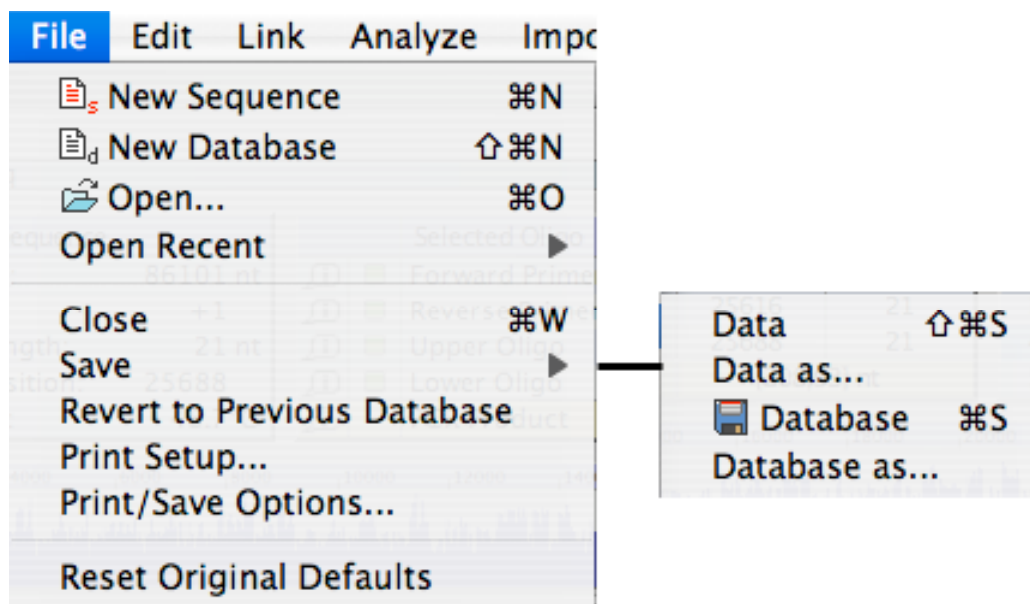 File Edit Link Analyze
New Sequence ⌘N
New Database ⇧⌘N
Open... ⌘O
Open Recent
Close ⌘W
Save
Revert to Previous Database
Print Setup...
Print/Save Options...
Reset Original Defaults
Data ⇧⌘S
Data as...
Database ⌘S
Database as...